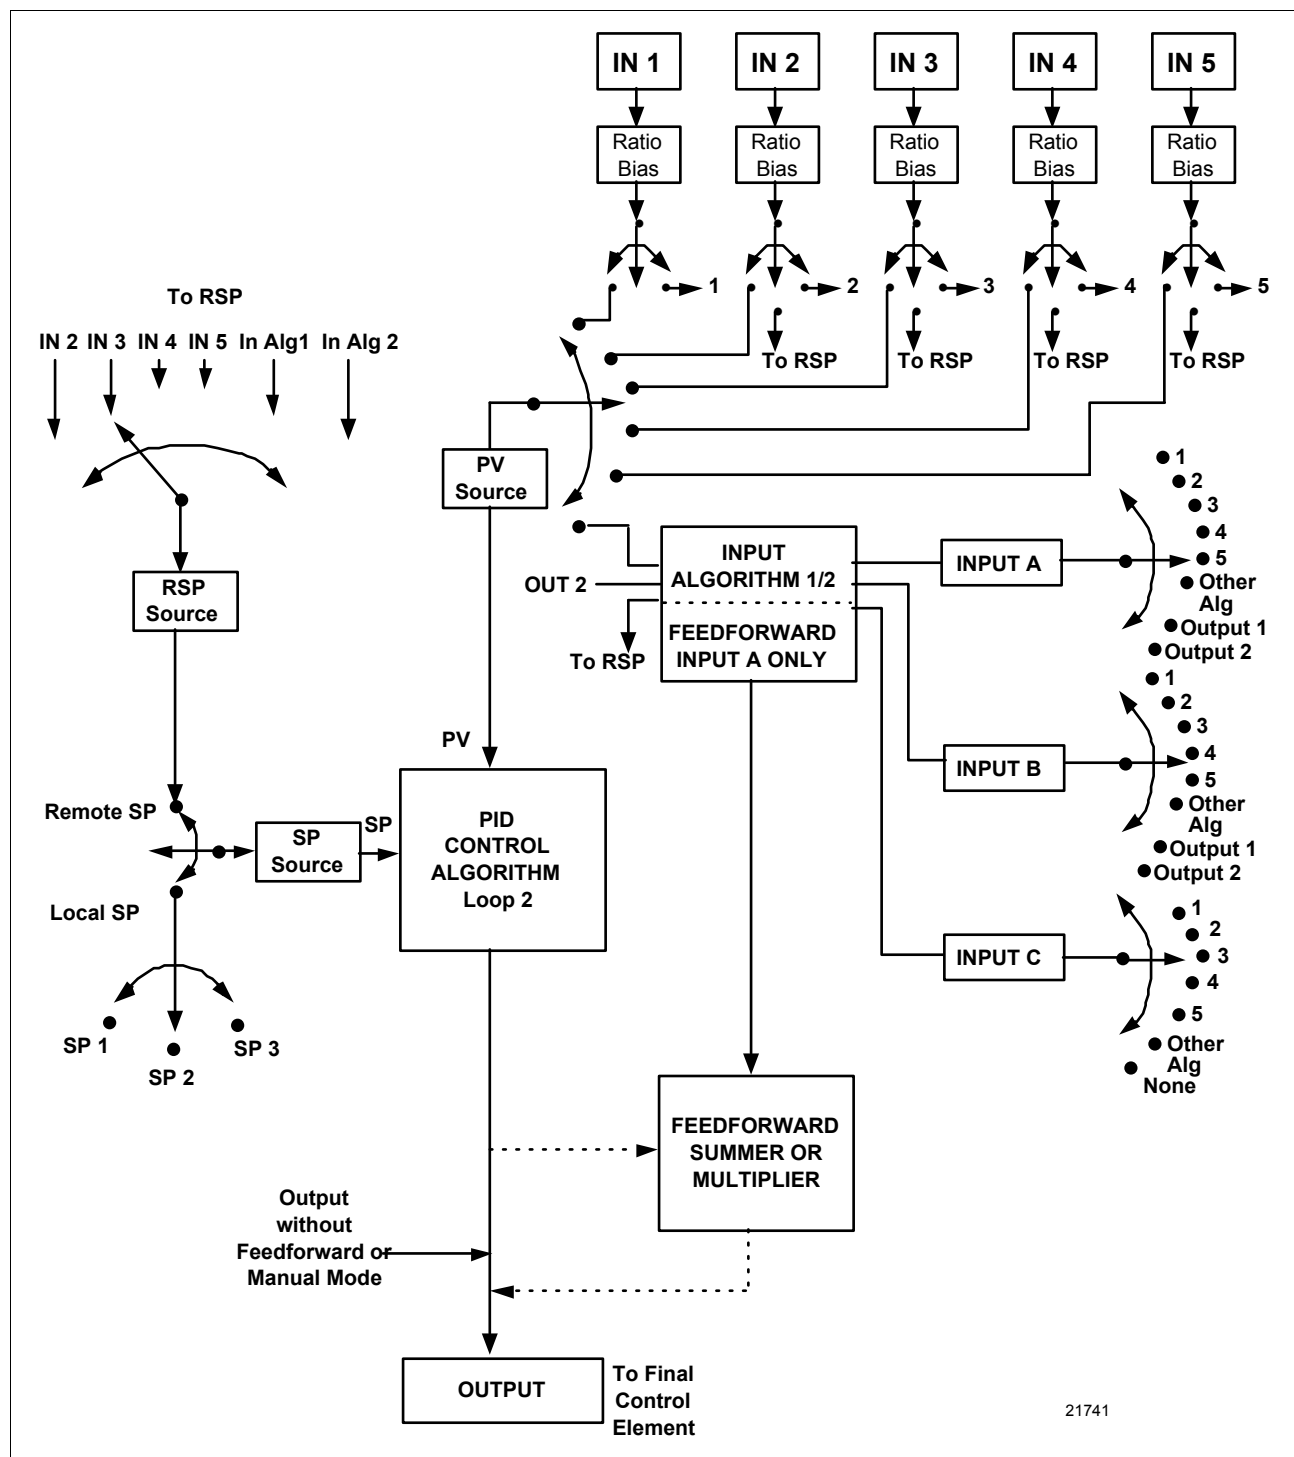 IN 1 IN 2 IN 3 IN 4 IN 5
Ratio Bias
Ratio Bias
Ratio Bias
Ratio Bias
Ratio Bias
1 2 3 4 5
To RSP To RSP To RSP To RSP
To RSP
IN 2 IN 3 IN 4 IN 5 In Alg1 In Alg 2
PV
Source
RSP
Source
INPUT
ALGORITHM 1/2
FEEDFORWARD
INPUT A ONLY
OUT 2
To RSP
INPUT A
1
2
3
4
5
Other
Alg
Output 1
Output 2
INPUT B
1
2
3
4
5
Other
Alg
Output 1
Output 2
INPUT C
1
2
3
4
5
Other
Alg
None
PV
Remote SP
SP
Source
SP
PID
CONTROL
ALGORITHM
Loop 2
Local SP
SP 1
SP 2
SP 3
FEEDFORWARD
SUMMER OR
MULTIPLIER
Output
without
Feedforward or
Manual Mode
OUTPUT
To Final
Control
Element
21741